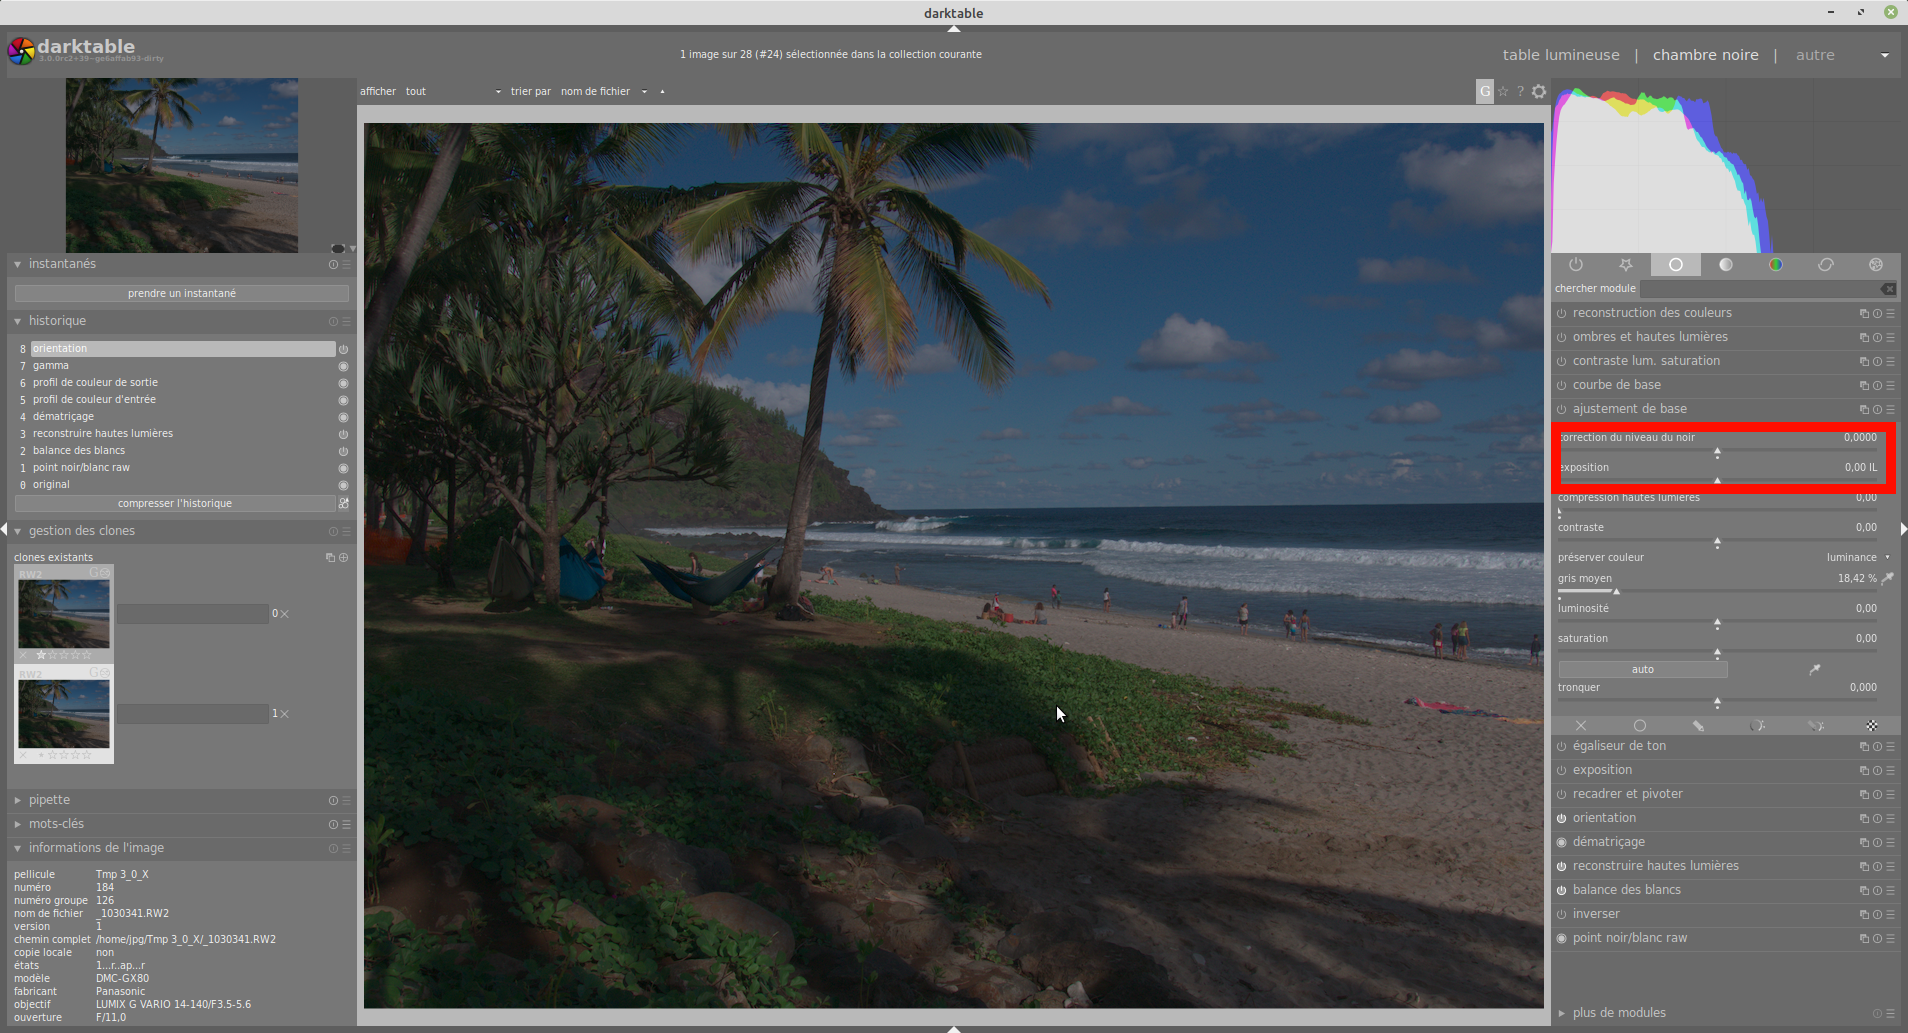 darktable
darktable
3.0.0rc2+39~ge6affab93-dirty
1 image sur 28 (#24) sélectionnée dans la collection courante
table lumineuse | chambre noire | autre
afficher tout trier par nom de fichier
G ☆ ?
instantanés
prendre un instantané
historique
8 orientation
7 gamma
6 profil de couleur de sortie
5 profil de couleur d'entrée
4 dématriçage
3 reconstruire hautes lumières
2 balance des blancs
1 point noir/blanc raw
0 original
compresser l'historique
gestion des clones
clones existants
RW2 G
0
RW2 G
1
pipette
mots-clés
informations de l'image
pellicule Tmp 3_0_X
numéro 184
numéro groupe 126
nom de fichier _1030341.RW2
version 1
chemin complet /home/jpg/Tmp 3_0_X/_1030341.RW2
copie locale non
états 1...r..ap...r
modèle DMC-GX80
fabricant Panasonic
objectif LUMIX G VARIO 14-140/F3.5-5.6
ouverture F/11,0
chercher module
reconstruction des couleurs
ombres et hautes lumières
contraste lum. saturation
courbe de base
ajustement de base
correction du niveau du noir 0,0000
exposition 0,00 IL
compression hautes lumières 0,00
contraste 0,00
préserver couleur luminance
gris moyen 18,42 %
luminosité 0,00
saturation 0,00
auto
tronquer 0,000
égaliseur de ton
exposition
recadrer et pivoter
orientation
dématriçage
reconstruire hautes lumières
balance des blancs
inverser
point noir/blanc raw
plus de modules